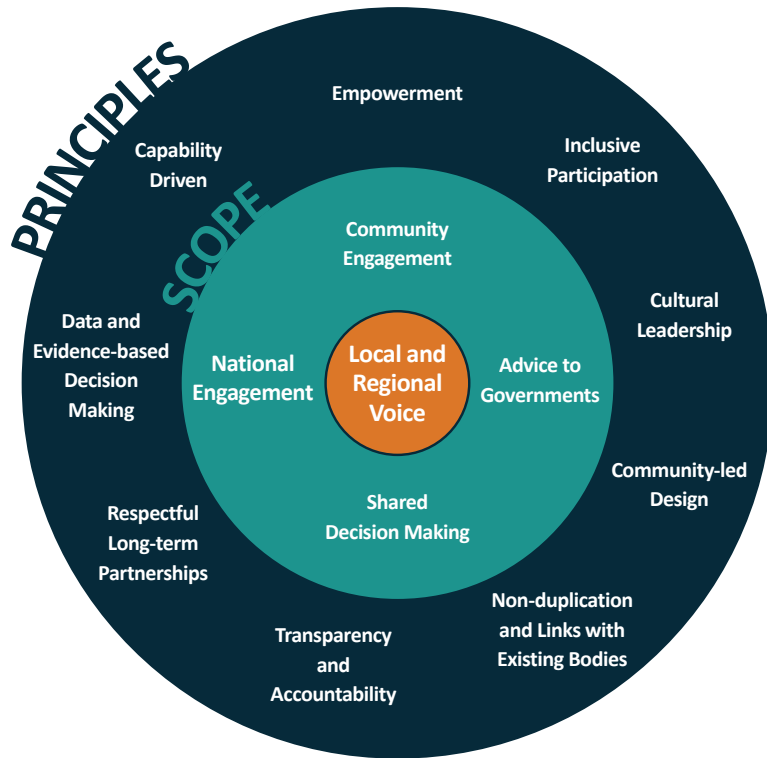 PRINCIPLES
Empowerment
Inclusive
Participation
Cultural
Leadership
Community-led
Design
Non-duplication
and Links with
Existing Bodies
Transparency
and
Accountability
Respectful
Long-term
Partnerships
Data and
Evidence-based
Decision
Making
Capability
Driven
SCOPE
Community
Engagement
Advice to
Governments
Shared
Decision Making
National
Engagement
Local and
Regional
Voice